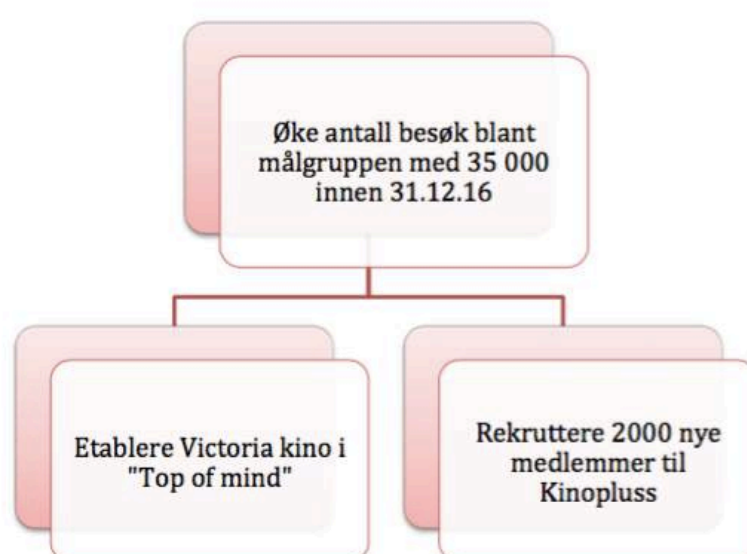 Øke antall besøk blant
målgruppen med 35 000
innen 31.12.16
Etablere Victoria kino i
"Top of mind"
Rekruttere 2000 nye
medlemmer til
Kinopluss